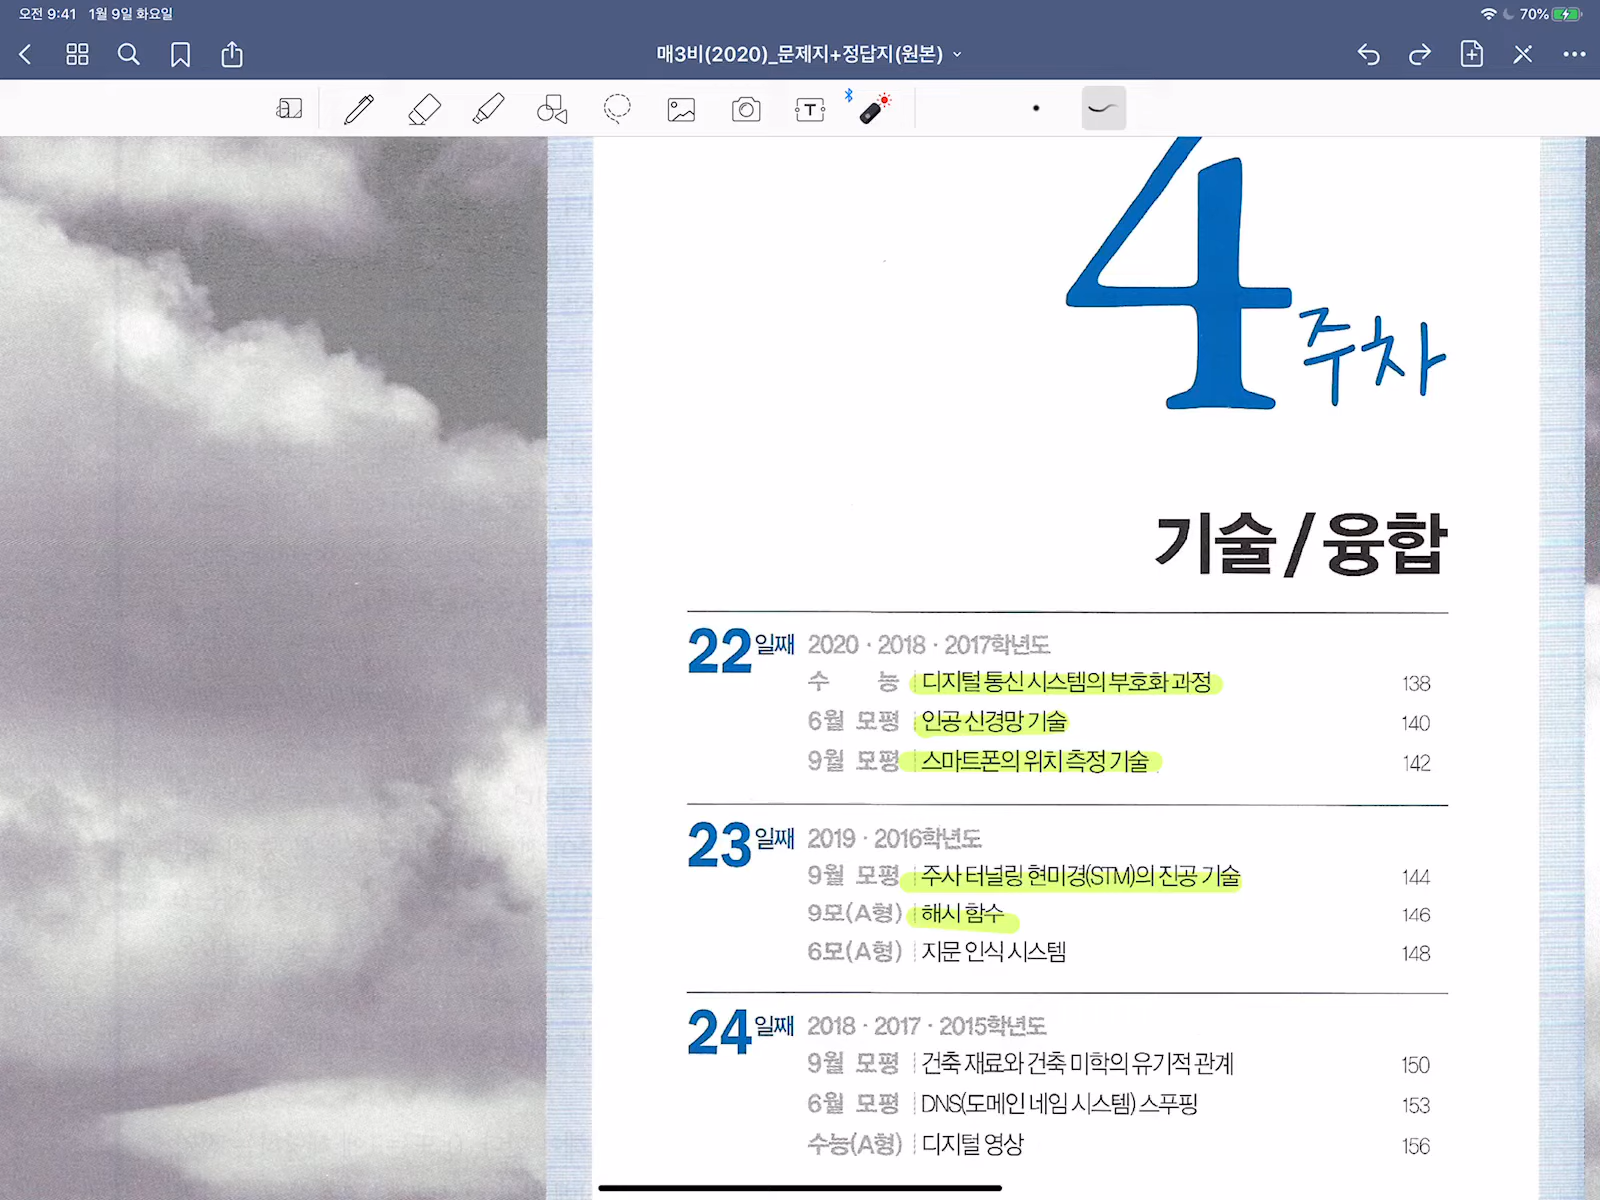 오전 9:41 1월 9일 화요일 70%
매3비(2020)_문제지+정답지(원본)
T
4주차
기술/융합
22일째 2020·2018·2017학년도
수 능 디지털 통신 시스템의 부호화 과정 138
6월 모평 인공 신경망 기술 140
9월 모평 스마트폰의 위치 측정 기술 142
23일째 2019·2016학년도
9월 모평 주사 터널링 현미경(STM)의 진공 기술 144
9모(A형) 해시 함수 146
6모(A형) 지문 인식 시스템 148
24일째 2018·2017·2015학년도
9월 모평 건축 재료와 건축 미학의 유기적 관계 150
6월 모평 DNS(도메인 네임 시스템) 스푸핑 153
수능(A형) 디지털 영상 156